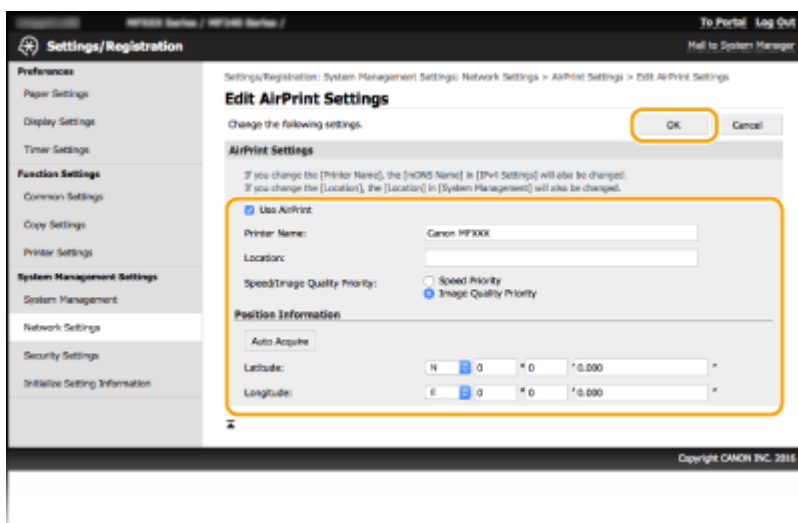 MFXXX Series / MF240 Series /
To Portal Log Out
Settings/Registration
Mail to System Manager
Preferences
Paper Settings
Display Settings
Timer Settings
Function Settings
Common Settings
Copy Settings
Printer Settings
System Management Settings
System Management
Network Settings
Security Settings
Initialize Setting Information
Settings/Registration: System Management Settings: Network Settings > AirPrint Settings > Edit AirPrint Settings
Edit AirPrint Settings
Change the following settings.
OK Cancel
AirPrint Settings
If you change the [Printer Name], the [mDNS Name] in [IPv4 Settings] will also be changed.
If you change the [Location], the [Location] in [System Management] will also be changed.
Use AirPrint
Printer Name: Canon MFXXX
Location:
Speed/Image Quality Priority: Speed Priority
Image Quality Priority
Position Information
Auto Acquire
Latitude: N 0 ° 0 ' 0.000 "
Longitude: E 0 ° 0 ' 0.000 "
Copyright CANON INC. 2016